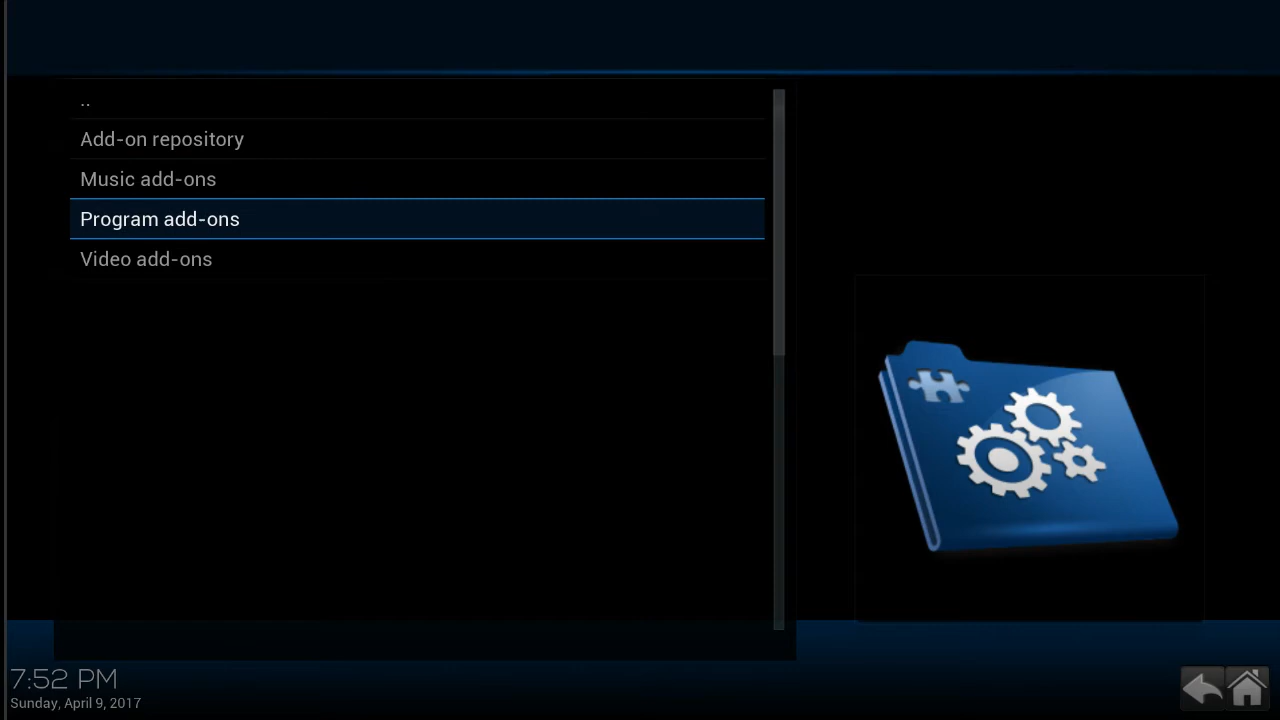 ..
Add-on repository
Music add-ons
Program add-ons
Video add-ons
7:52 PM
Sunday, April 9, 2017